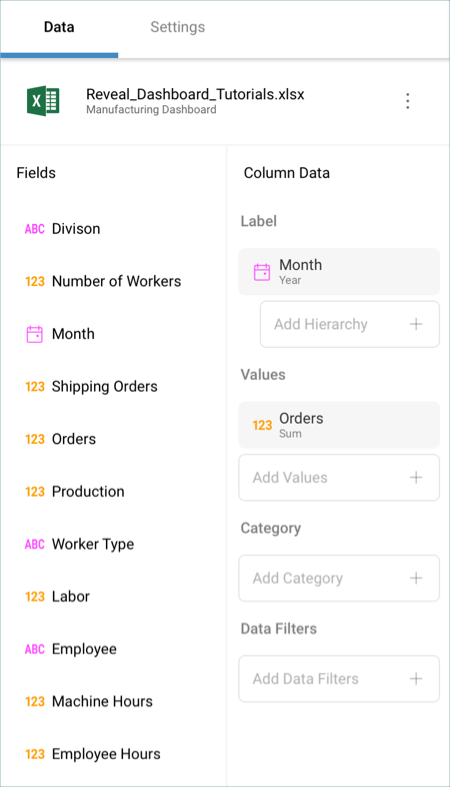 Data
Settings
Reveal_Dashboard_Tutorials.xlsx
Manufacturing Dashboard
Fields
ABC Divison
123 Number of Workers
Month
123 Shipping Orders
123 Orders
123 Production
ABC Worker Type
123 Labor
ABC Employee
123 Machine Hours
123 Employee Hours
Column Data
Label
Month
Year
Add Hierarchy
Values
123 Orders
Sum
Add Values
Category
Add Category
Data Filters
Add Data Filters